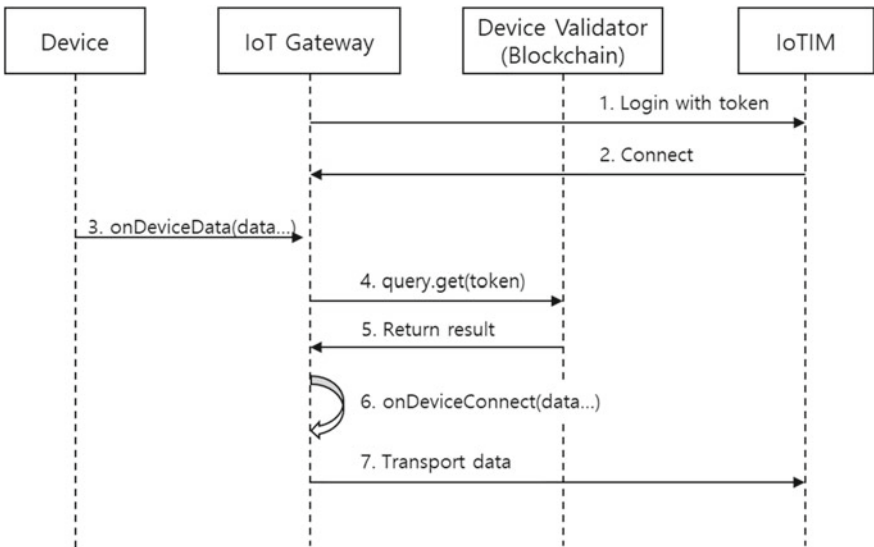 Device
IoT Gateway
Device Validator
(Blockchain)
IoTIM
1. Login with token
2. Connect
3. onDeviceData(data...)
4. query.get(token)
5. Return result
6. onDeviceConnect(data...)
7. Transport data